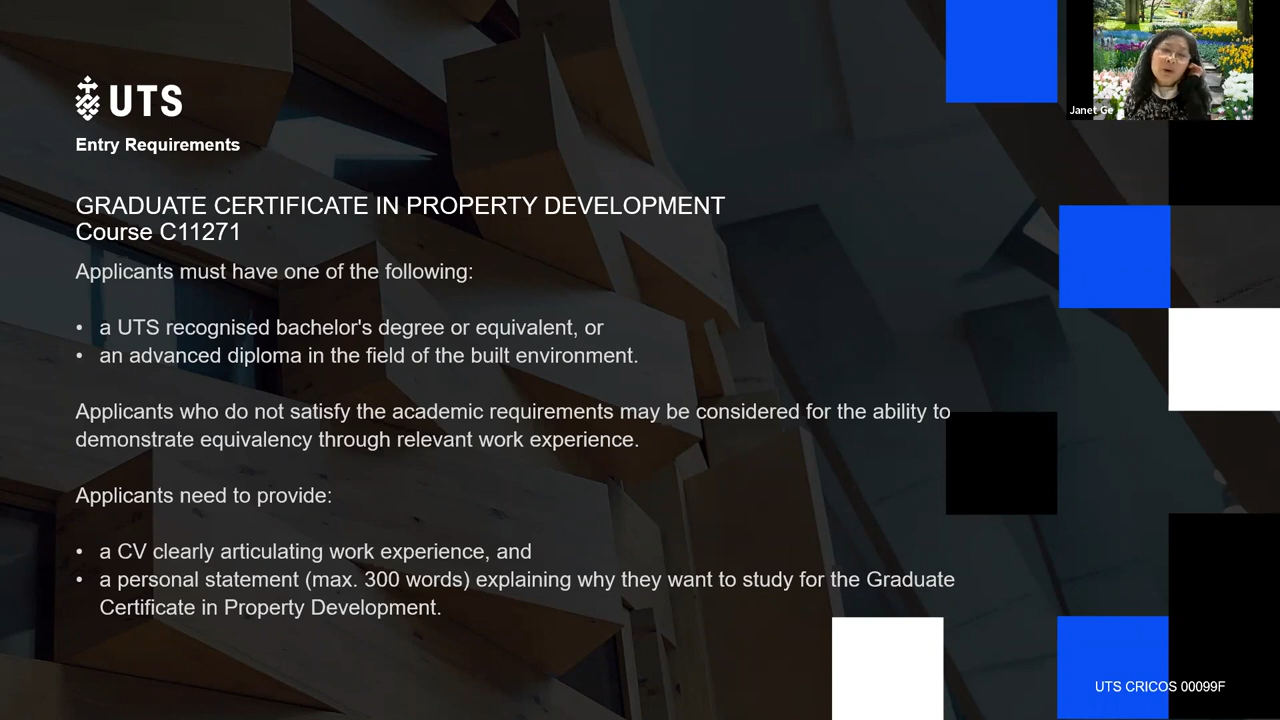 UTS
Entry Requirements
GRADUATE CERTIFICATE IN PROPERTY DEVELOPMENT
Course C11271
Applicants must have one of the following:
• a UTS recognised bachelor's degree or equivalent, or
• an advanced diploma in the field of the built environment.
Applicants who do not satisfy the academic requirements may be considered for the ability to
demonstrate equivalency through relevant work experience.
Applicants need to provide:
• a CV clearly articulating work experience, and
• a personal statement (max. 300 words) explaining why they want to study for the Graduate
Certificate in Property Development.
Janet Ge
UTS CRICOS 00099F